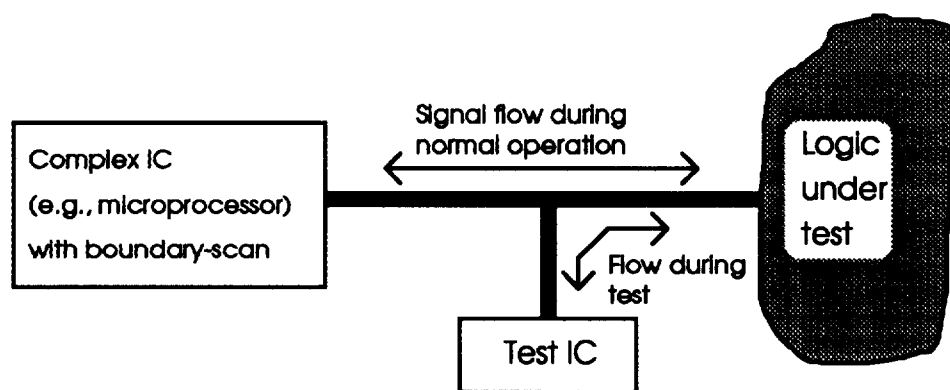 Signal flow during
normal operation
Complex IC
(e.g., microprocessor)
with boundary-scan
Logic
under
test
Flow during
test
Test IC